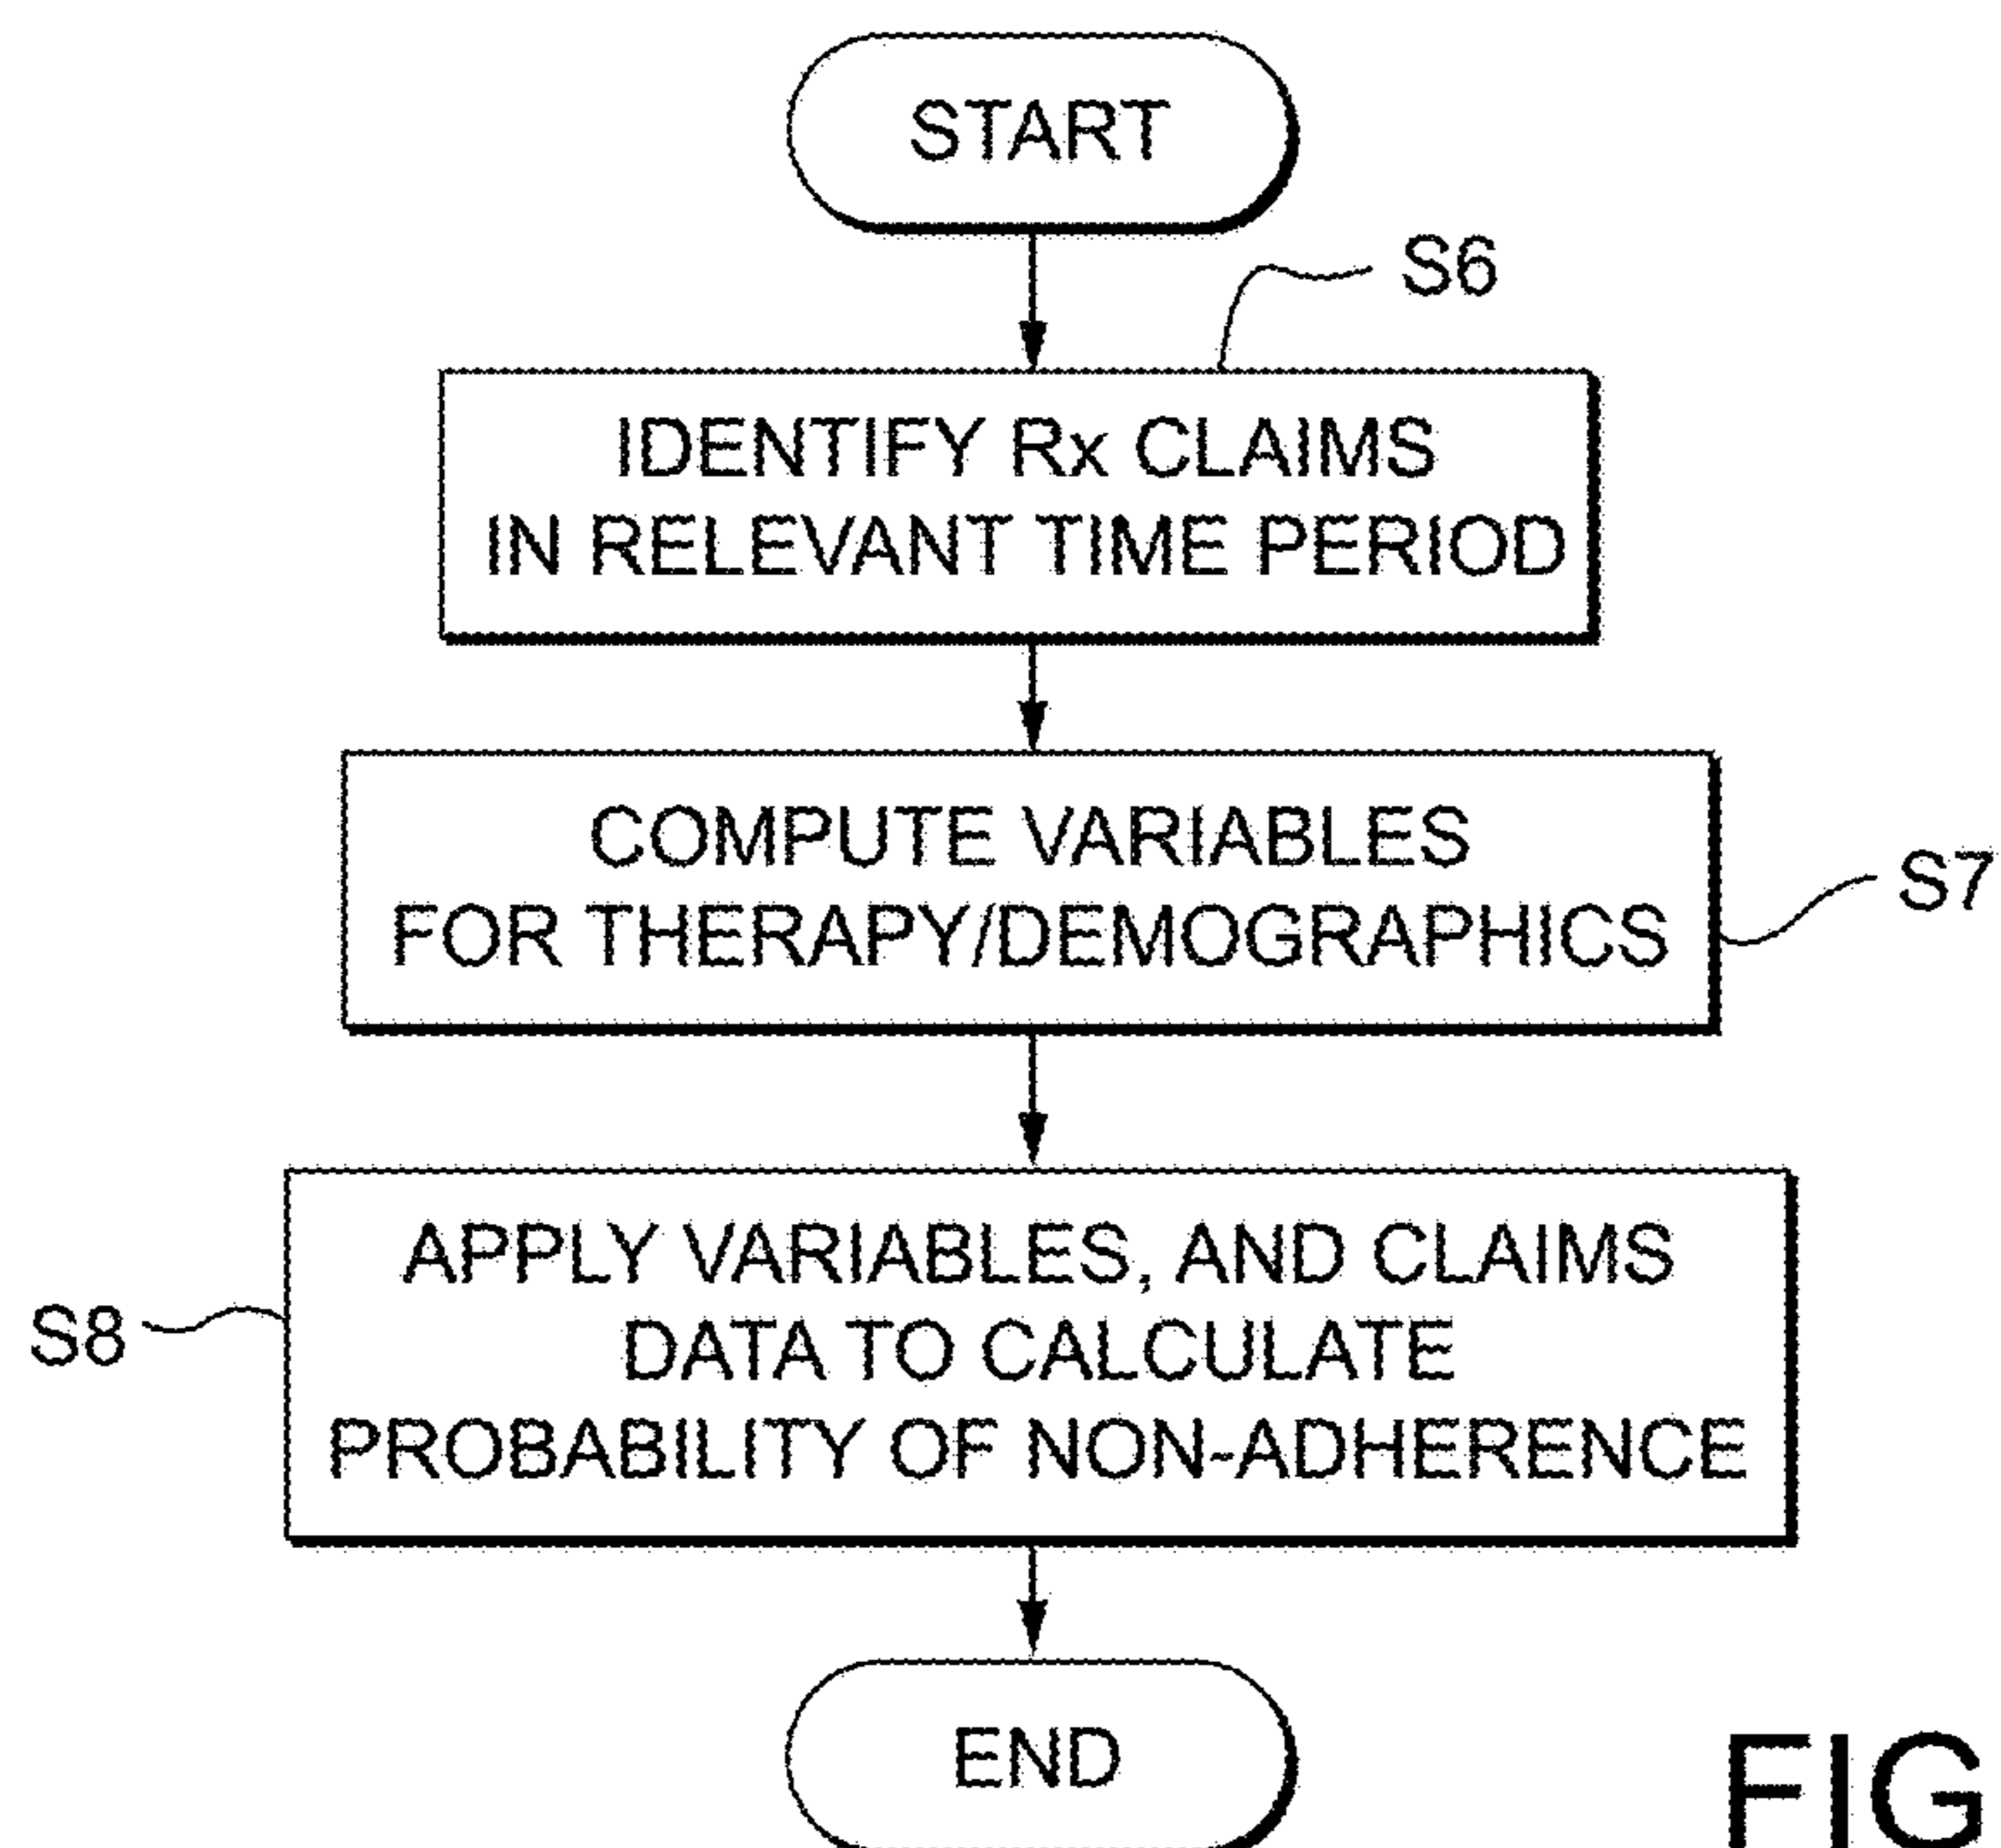 START
S6
IDENTIFY Rx CLAIMS
IN RELEVANT TIME PERIOD
COMPUTE VARIABLES
FOR THERAPY/DEMOGRAPHICS
S7
APPLY VARIABLES, AND CLAIMS
DATA TO CALCULATE
PROBABILITY OF NON-ADHERENCE
S8
END
FIG